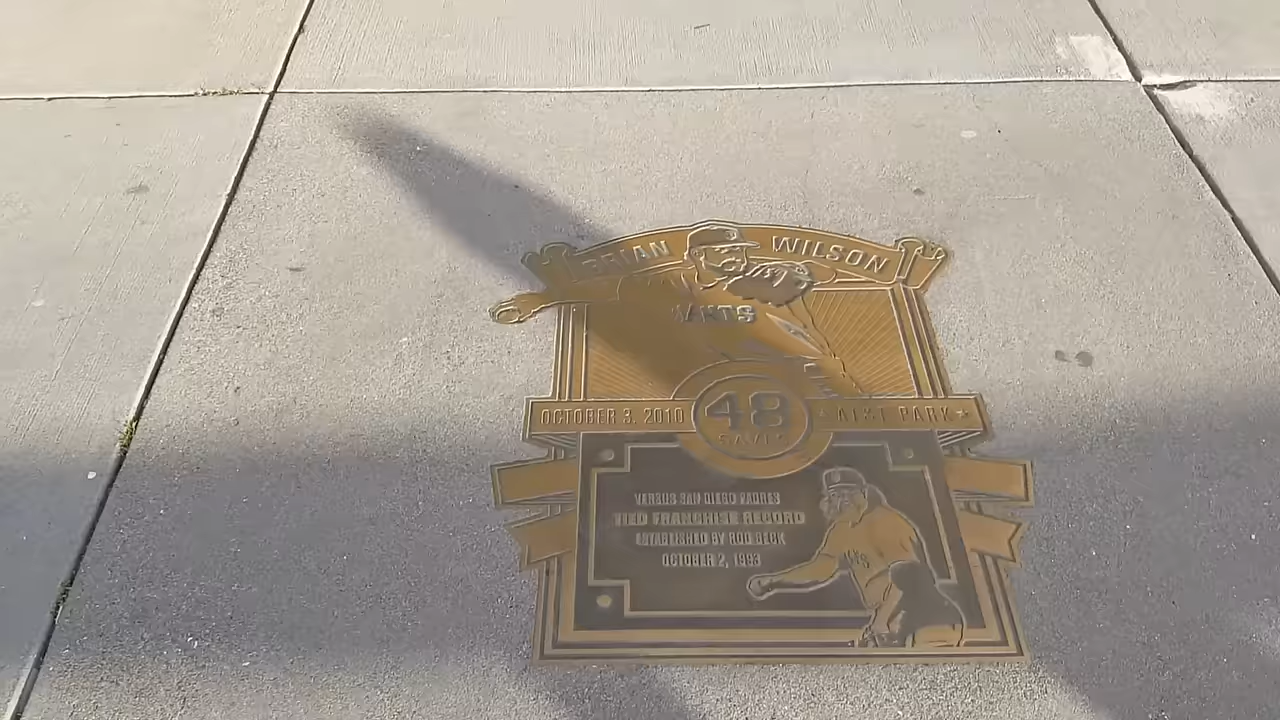 BRIAN WILSON
GIANTS
OCTOBER 3, 2010 48 AT&T PARK
SAVES
VERSUS SAN DIEGO PADRES
TIED FRANCHISE RECORD
ESTABLISHED BY ROD BECK
OCTOBER 2, 1993